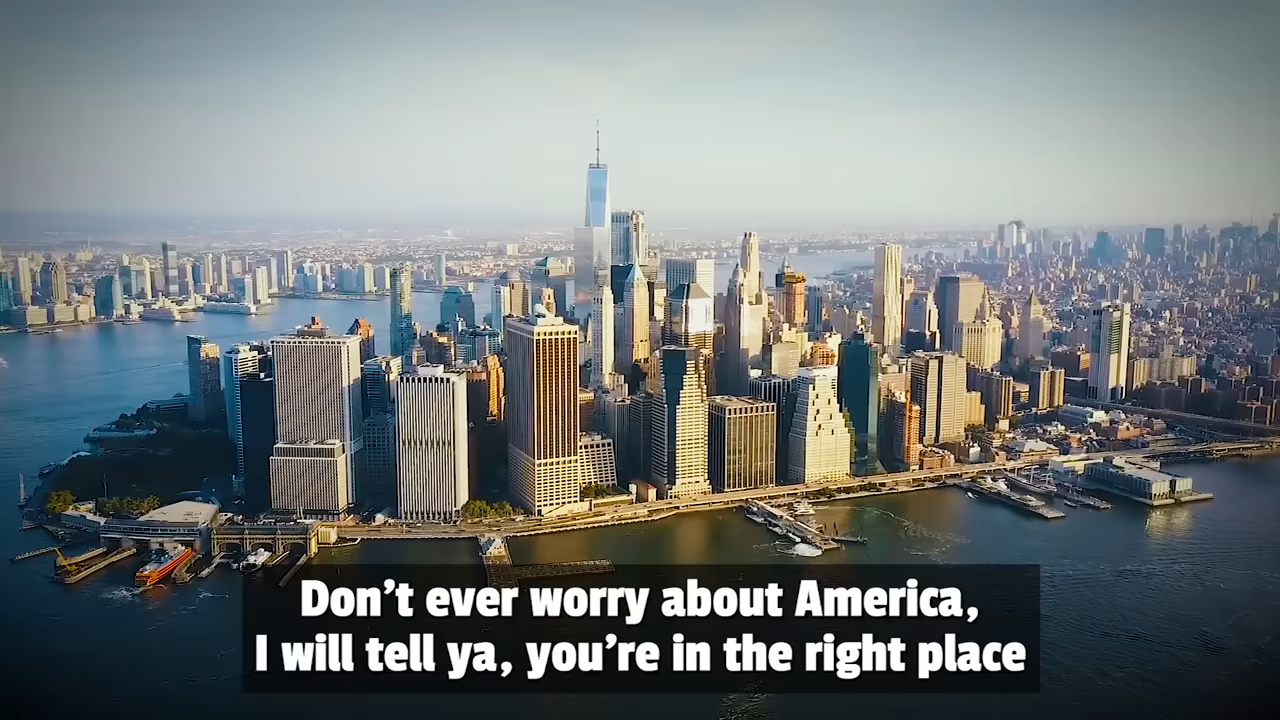 Don’t ever worry about America,
I will tell ya, you’re in the right place